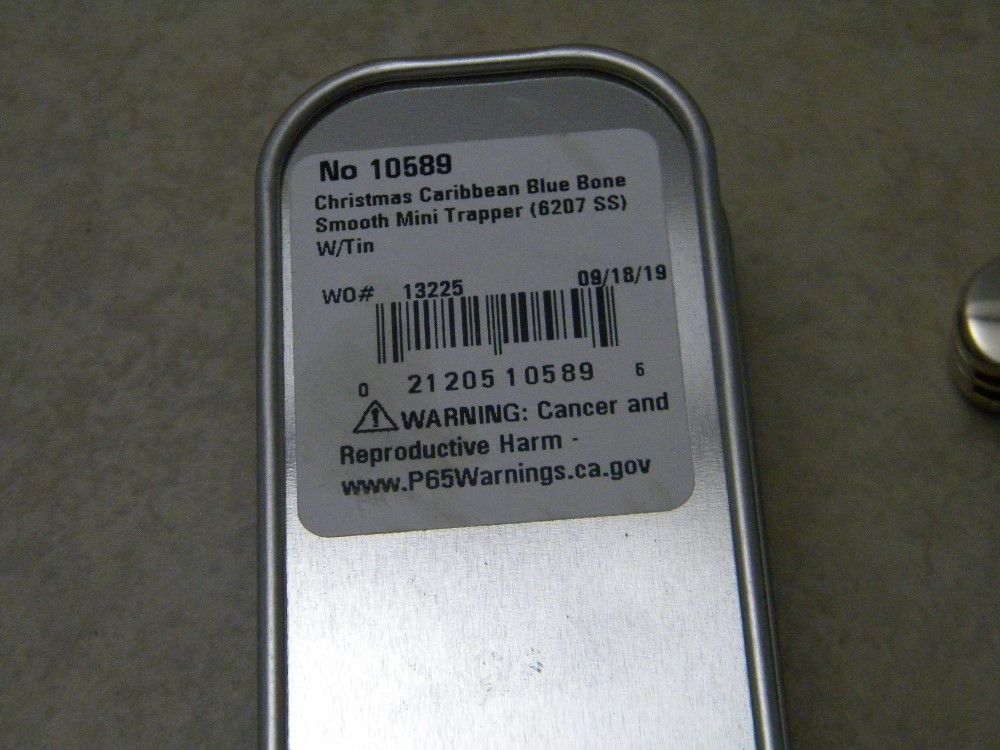 No 10589
Christmas Caribbean Blue Bone
Smooth Mini Trapper (6207 SS)
W/Tin
WO# 13225 09/18/19
0 21205 10589 6
WARNING: Cancer and
Reproductive Harm -
www.P65Warnings.ca.gov